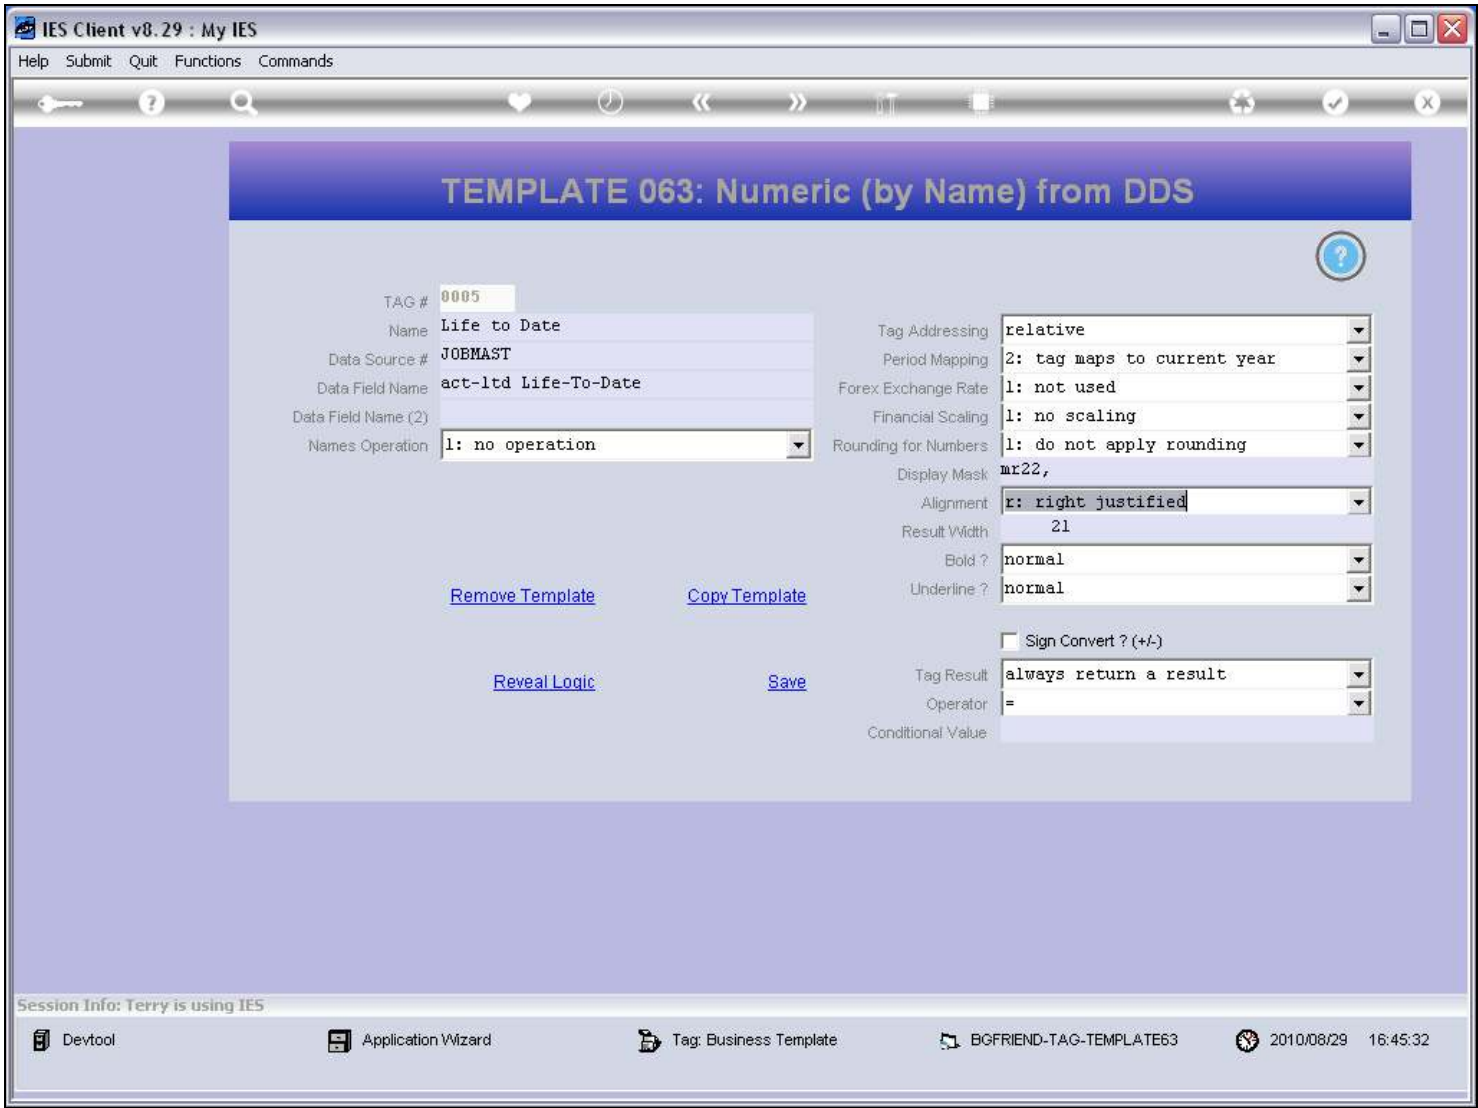 IES Client v8.29 : My IES
Help Submit Quit Functions Commands
TEMPLATE 063: Numeric (by Name) from DDS
TAG # 0005
Name Life to Date
Data Source # JOBMAST
Data Field Name act-ltd Life-To-Date
Data Field Name (2)
Names Operation 1: no operation
Tag Addressing relative
Period Mapping 2: tag maps to current year
Forex Exchange Rate 1: not used
Financial Scaling 1: no scaling
Rounding for Numbers 1: do not apply rounding
Display Mask mr22,
Alignment r: right justified
Result Width 21
Bold ? normal
Underline ? normal
Remove Template Copy Template
Reveal Logic Save
Sign Convert ? (+/-)
Tag Result always return a result
Operator =
Conditional Value
Session Info: Terry is using IES
Devtool Application Wizard Tag: Business Template BGFRIEND-TAG-TEMPLATE63 2010/08/29 16:45:32